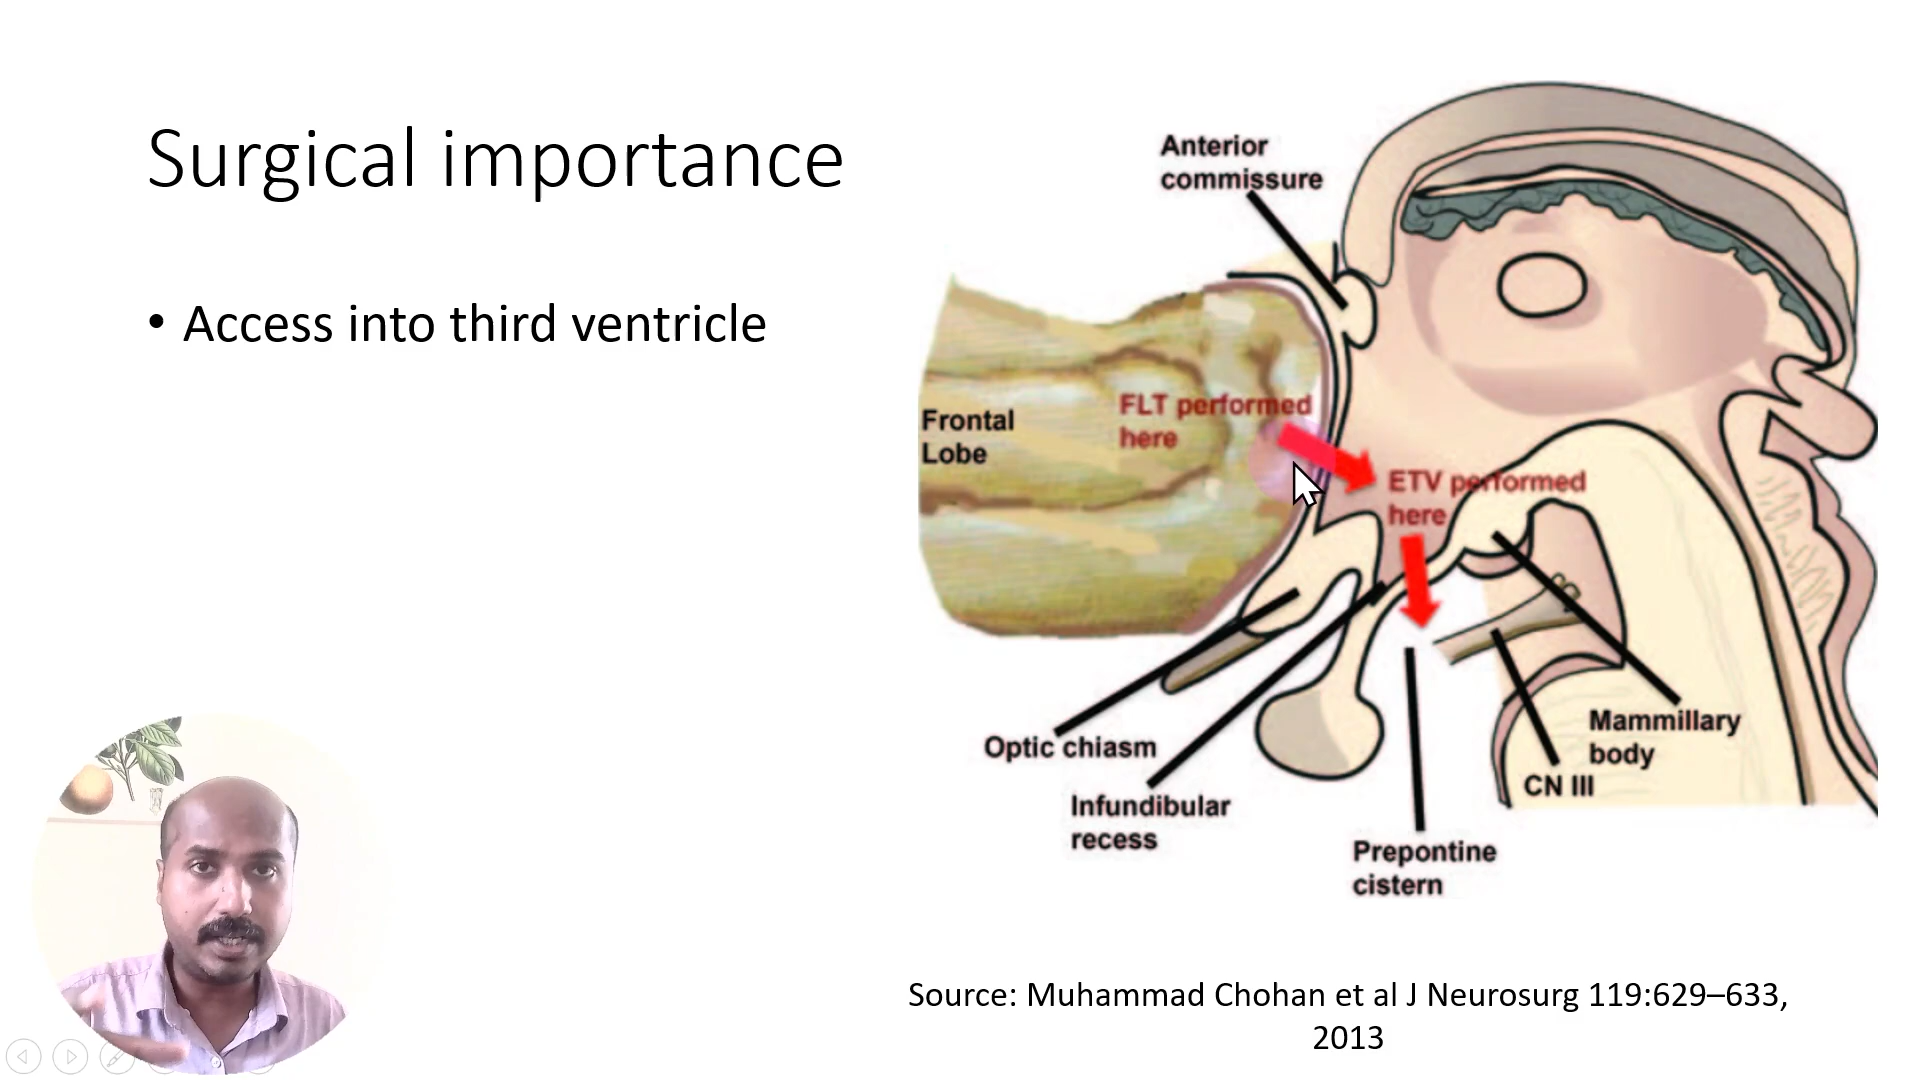 Surgical importance
• Access into third ventricle
Anterior
commissure
Frontal
Lobe
FLT performed
here
ETV performed
here
Optic chiasm
Infundibular
recess
Prepontine
cistern
CN III
Mammillary
body
Source: Muhammad Chohan et al J Neurosurg 119:629–633,
2013